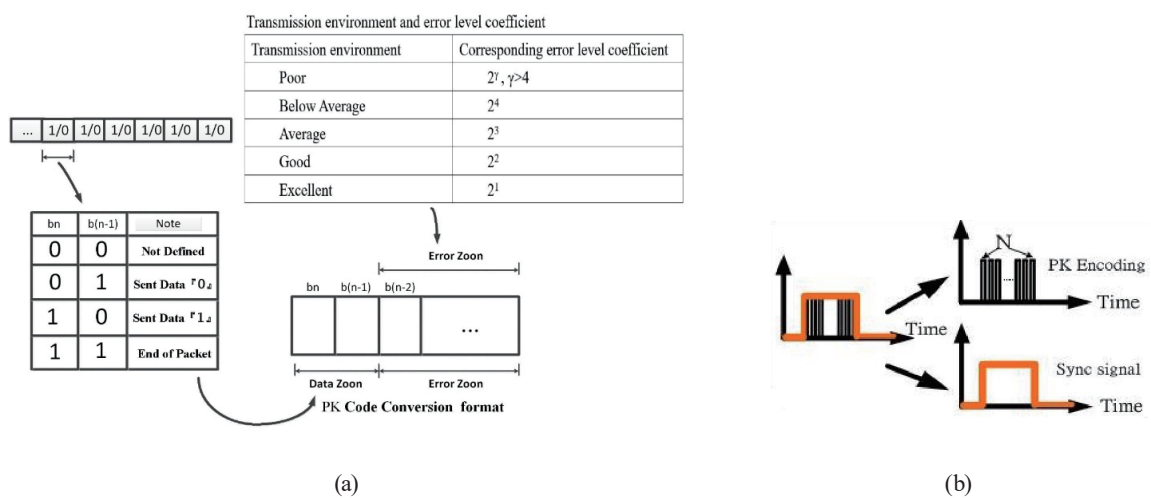 Transmission environment and error level coefficient
Transmission environment Corresponding error level coefficient
Poor 2^γ, γ>4
Below Average 2⁴
Average 2³
Good 2²
Excellent 2¹
... 1/0 1/0 1/0 1/0 1/0 1/0
bn b(n-1) Note
0 0 Not Defined
0 1 Sent Data『0』
1 0 Sent Data『1』
1 1 End of Packet
Error Zoon
bn b(n-1) b(n-2)
...
Data Zoon Error Zoon
PK Code Conversion format
(a)
Time
N
PK Encoding
Time
Sync signal
Time
(b)